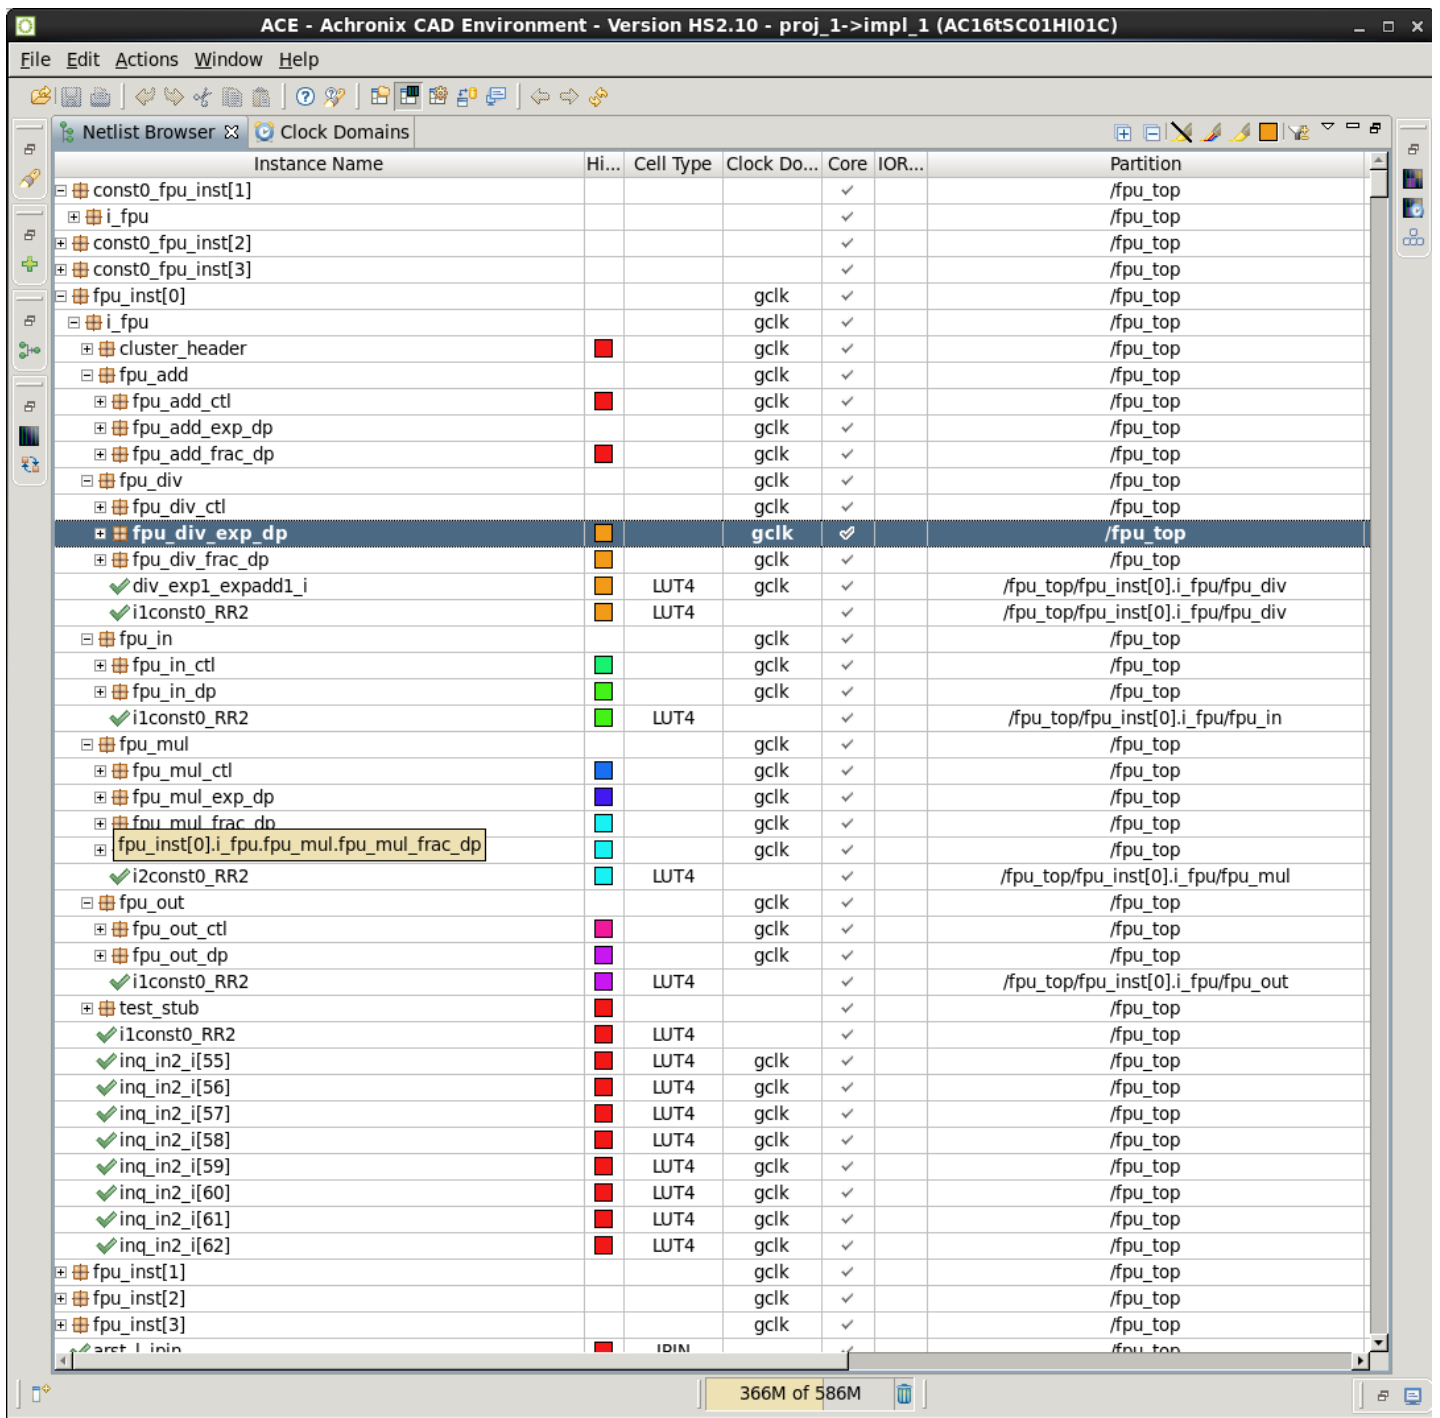 ACE - Achronix CAD Environment - Version HS2.10 - proj_1->impl_1 (AC16tSC01HI01C)
File Edit Actions Window Help
Netlist Browser Clock Domains
Instance Name Hi... Cell Type Clock Do... Core IOR... Partition
const0_fpu_inst[1] /fpu_top
i_fpu /fpu_top
const0_fpu_inst[2] /fpu_top
const0_fpu_inst[3] /fpu_top
fpu_inst[0] gclk /fpu_top
i_fpu gclk /fpu_top
cluster_header gclk /fpu_top
fpu_add gclk /fpu_top
fpu_add_ctl gclk /fpu_top
fpu_add_exp_dp gclk /fpu_top
fpu_add_frac_dp gclk /fpu_top
fpu_div gclk /fpu_top
fpu_div_ctl gclk /fpu_top
fpu_div_exp_dp gclk /fpu_top
fpu_div_frac_dp gclk /fpu_top
div_exp1_expadd1_i LUT4 gclk /fpu_top/fpu_inst[0].i_fpu/fpu_div
i1const0_RR2 LUT4 /fpu_top/fpu_inst[0].i_fpu/fpu_div
fpu_in gclk /fpu_top
fpu_in_ctl gclk /fpu_top
fpu_in_dp gclk /fpu_top
i1const0_RR2 LUT4 /fpu_top/fpu_inst[0].i_fpu/fpu_in
fpu_mul gclk /fpu_top
fpu_mul_ctl gclk /fpu_top
fpu_mul_exp_dp gclk /fpu_top
fpu_mul_frac_dp gclk /fpu_top
fpu_inst[0].i_fpu.fpu_mul.fpu_mul_frac_dp gclk /fpu_top
i2const0_RR2 LUT4 /fpu_top/fpu_inst[0].i_fpu/fpu_mul
fpu_out gclk /fpu_top
fpu_out_ctl gclk /fpu_top
fpu_out_dp gclk /fpu_top
i1const0_RR2 LUT4 /fpu_top/fpu_inst[0].i_fpu/fpu_out
test_stub /fpu_top
i1const0_RR2 LUT4 /fpu_top
inq_in2_i[55] LUT4 gclk /fpu_top
inq_in2_i[56] LUT4 gclk /fpu_top
inq_in2_i[57] LUT4 gclk /fpu_top
inq_in2_i[58] LUT4 gclk /fpu_top
inq_in2_i[59] LUT4 gclk /fpu_top
inq_in2_i[60] LUT4 gclk /fpu_top
inq_in2_i[61] LUT4 gclk /fpu_top
inq_in2_i[62] LUT4 gclk /fpu_top
fpu_inst[1] gclk /fpu_top
fpu_inst[2] gclk /fpu_top
fpu_inst[3] gclk /fpu_top
arst_l_ipin IPIN /fpu_top
366M of 586M